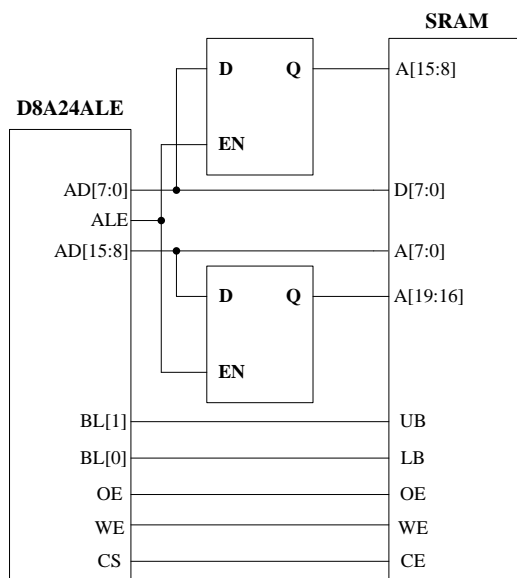 SRAM
D Q A[15:8]
D8A24ALE
EN
AD[7:0] D[7:0]
ALE
AD[15:8] A[7:0]
D Q A[19:16]
EN
BL[1] UB
BL[0] LB
OE OE
WE WE
CS CE